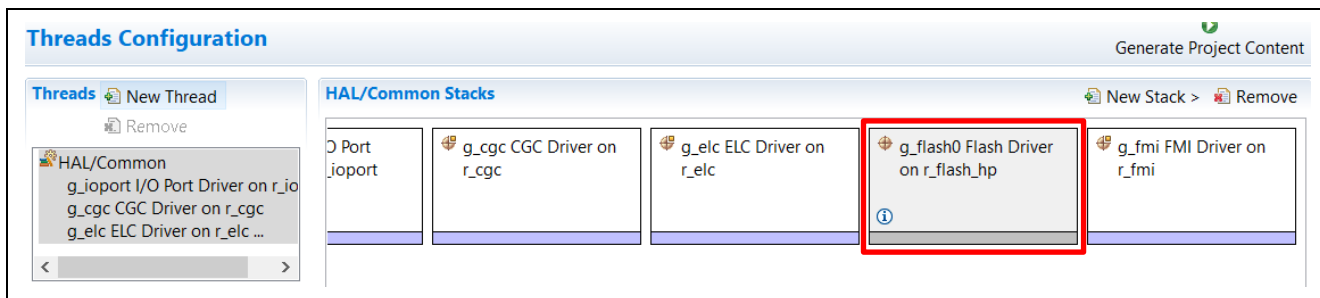 Threads Configuration
Generate Project Content
Threads New Thread
Remove
HAL/Common
g_ioport I/O Port Driver on r_io
g_cgc CGC Driver on r_cgc
g_elc ELC Driver on r_elc ...
HAL/Common Stacks
New Stack > Remove
O Port
_ioport
g_cgc CGC Driver on
r_cgc
g_elc ELC Driver on
r_elc
g_flash0 Flash Driver
on r_flash_hp
g_fmi FMI Driver on
r_fmi